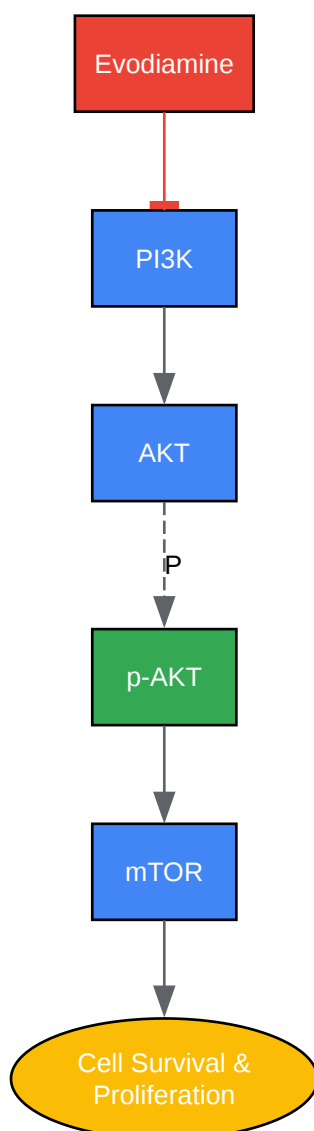 Evodiamine
PI3K
AKT
P
p-AKT
mTOR
Cell Survival &
Proliferation